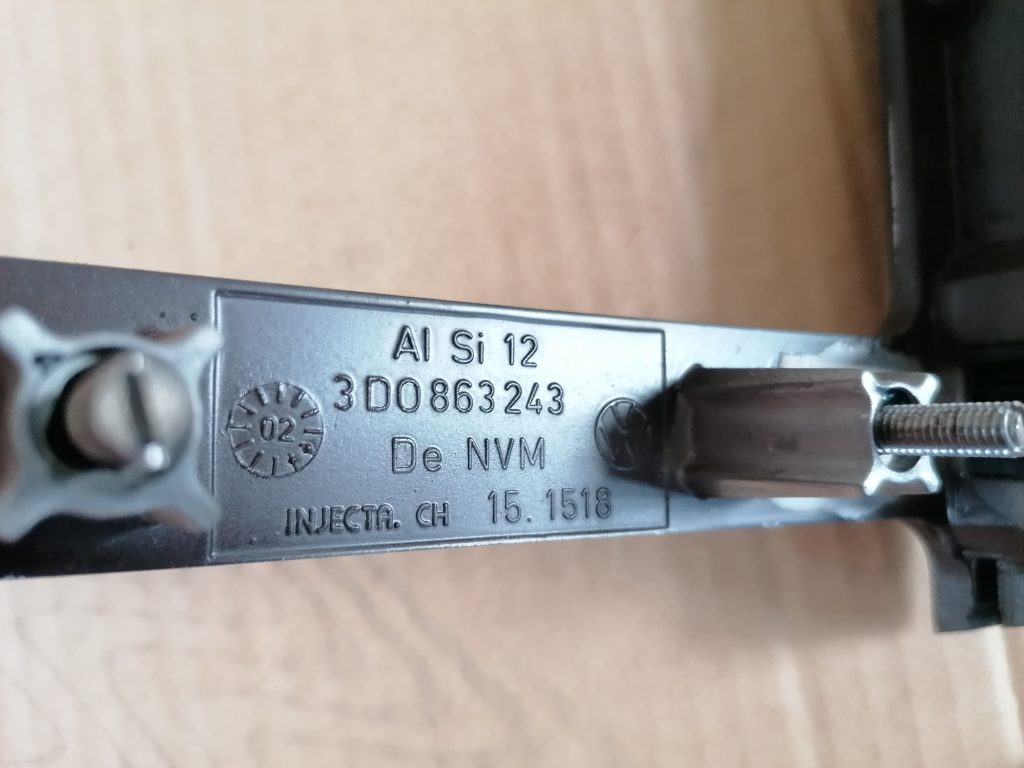 Al Si 12
3D0863243
02
De NVM
INJECTA. CH 15. 1518